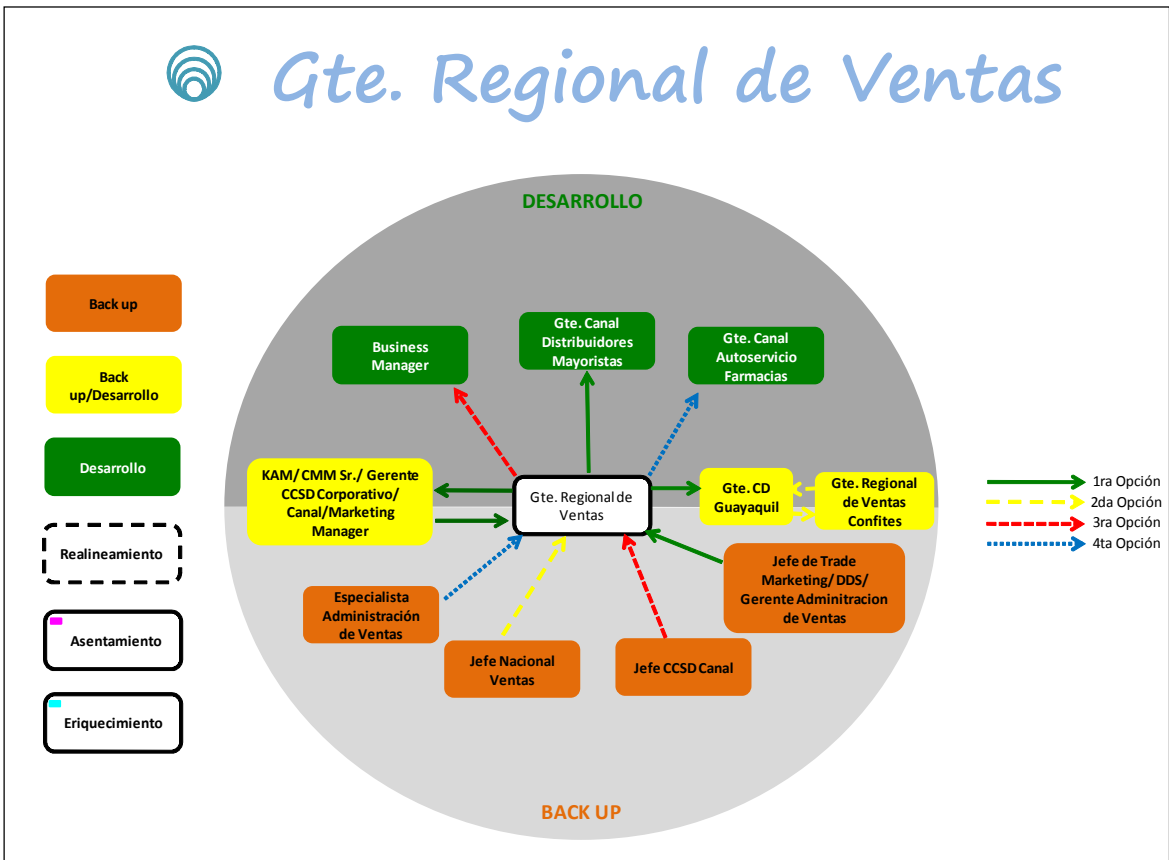 Gte. Regional de Ventas
DESARROLLO
Back up
Back
up/Desarrollo
Desarrollo
Realineamiento
Asentamiento
Eriquecimiento
Business
Manager
Gte. Canal
Distribuidores
Mayoristas
Gte. Canal
Autoservicio
Farmacias
KAM/ CMM Sr./ Gerente
CCSD Corporativo/
Canal/Marketing
Manager
Gte. Regional de
Ventas
Gte. CD
Guayaquil
Gte. Regional
de Ventas
Confites
1ra Opción
2da Opción
3ra Opción
4ta Opción
Especialista
Administración
de Ventas
Jefe Nacional
Ventas
Jefe CCSD Canal
Jefe de Trade
Marketing/ DDS/
Gerente Adminitracion
de Ventas
BACK UP